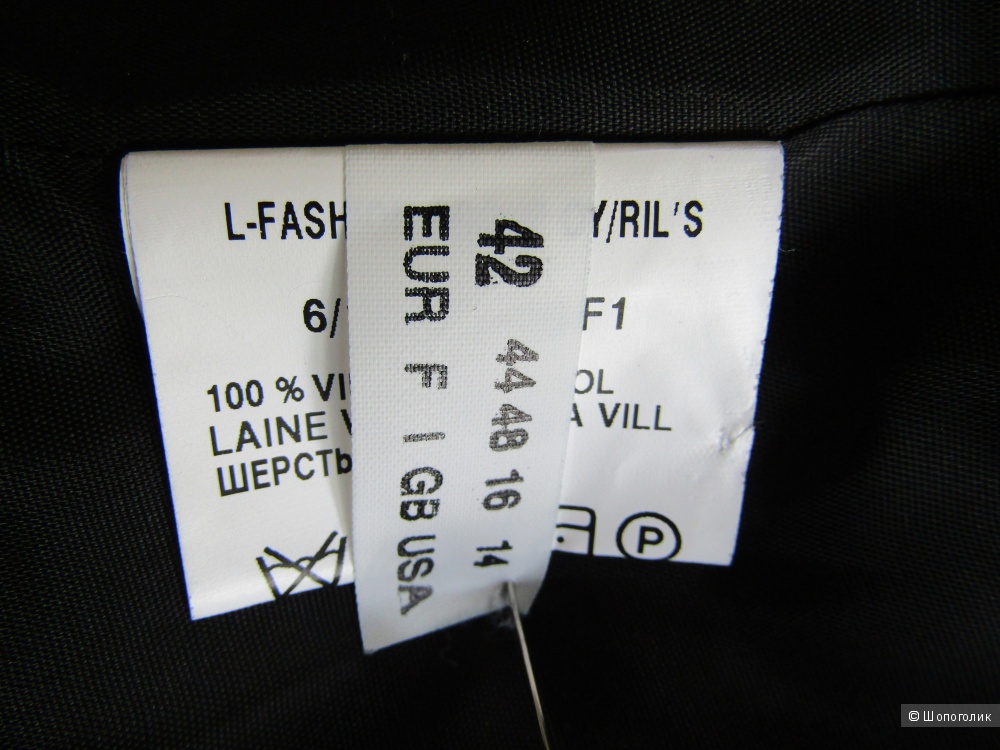 L-FASH Y/RIL'S
6/ F1
100 % VI OL
LAINE V A VILL
ШЕРСТЬ
EUR F I GB USA
42 44 48 16 14
P
© Шопоголик